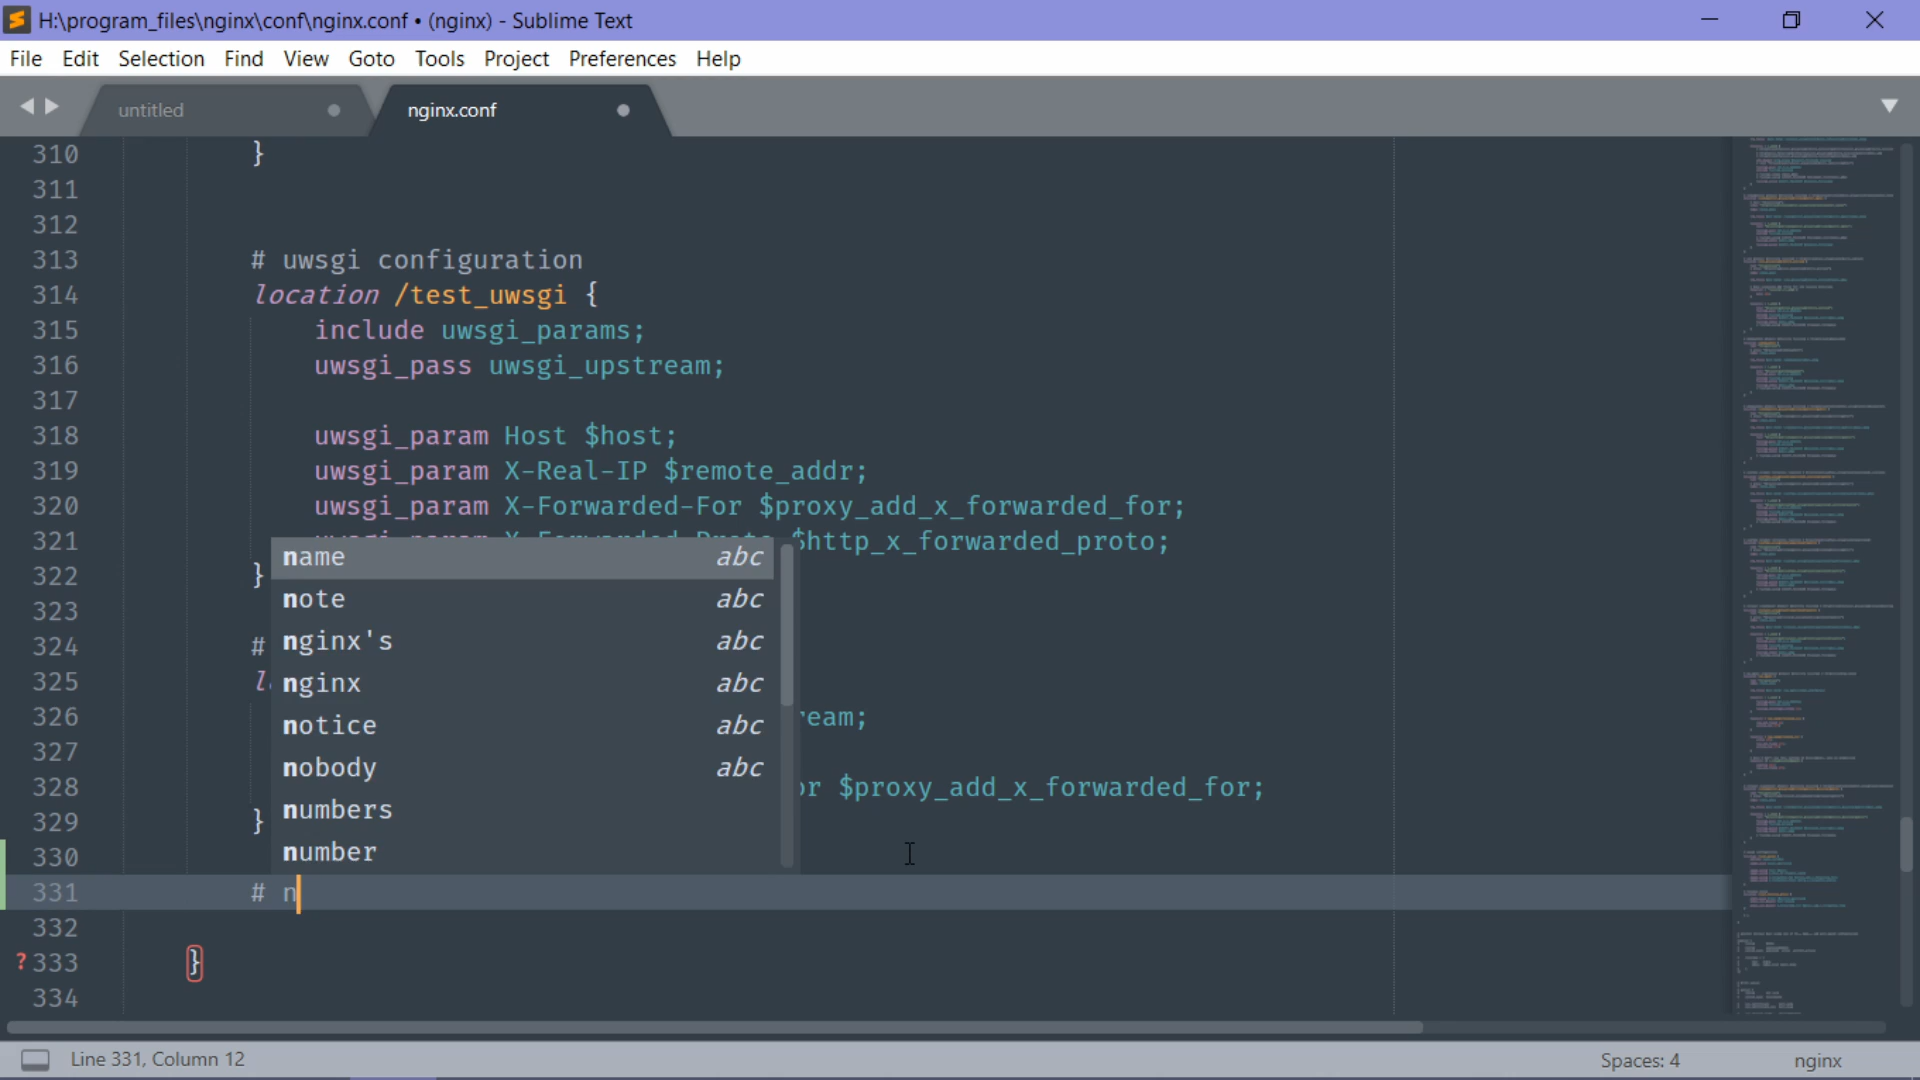 H:\program_files\nginx\conf\nginx.conf • (nginx) - Sublime Text
File Edit Selection Find View Goto Tools Project Preferences Help
untitled nginx.conf
310 }
311
312
313 # uwsgi configuration
314 location /test_uwsgi {
315 include uwsgi_params;
316 uwsgi_pass uwsgi_upstream;
317
318 uwsgi_param Host $host;
319 uwsgi_param X-Real-IP $remote_addr;
320 uwsgi_param X-Forwarded-For $proxy_add_x_forwarded_for;
321 $http_x_forwarded_proto;
name abc
322 }
note abc
323
nginx's abc
324 #
nginx abc
325 l
notice abc
326 ream;
327
nobody abc
328 or $proxy_add_x_forwarded_for;
numbers
329 }
number
330
331 # n
332
? 333 }
334
Line 331, Column 12 Spaces: 4 nginx